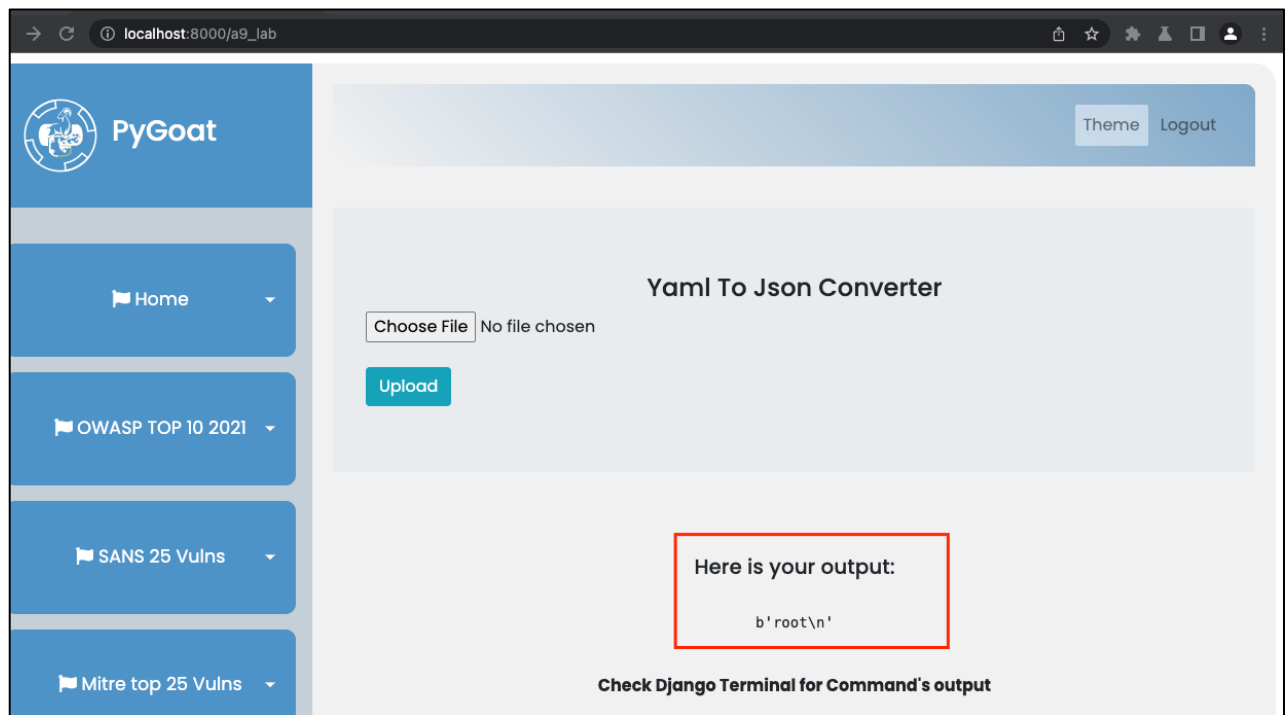 localhost:8000/a9_lab
PyGoat
Theme Logout
Home
OWASP TOP 10 2021
SANS 25 Vulns
Mitre top 25 Vulns
Yaml To Json Converter
Choose File No file chosen
Upload
Here is your output:
b'root\n'
Check Django Terminal for Command's output